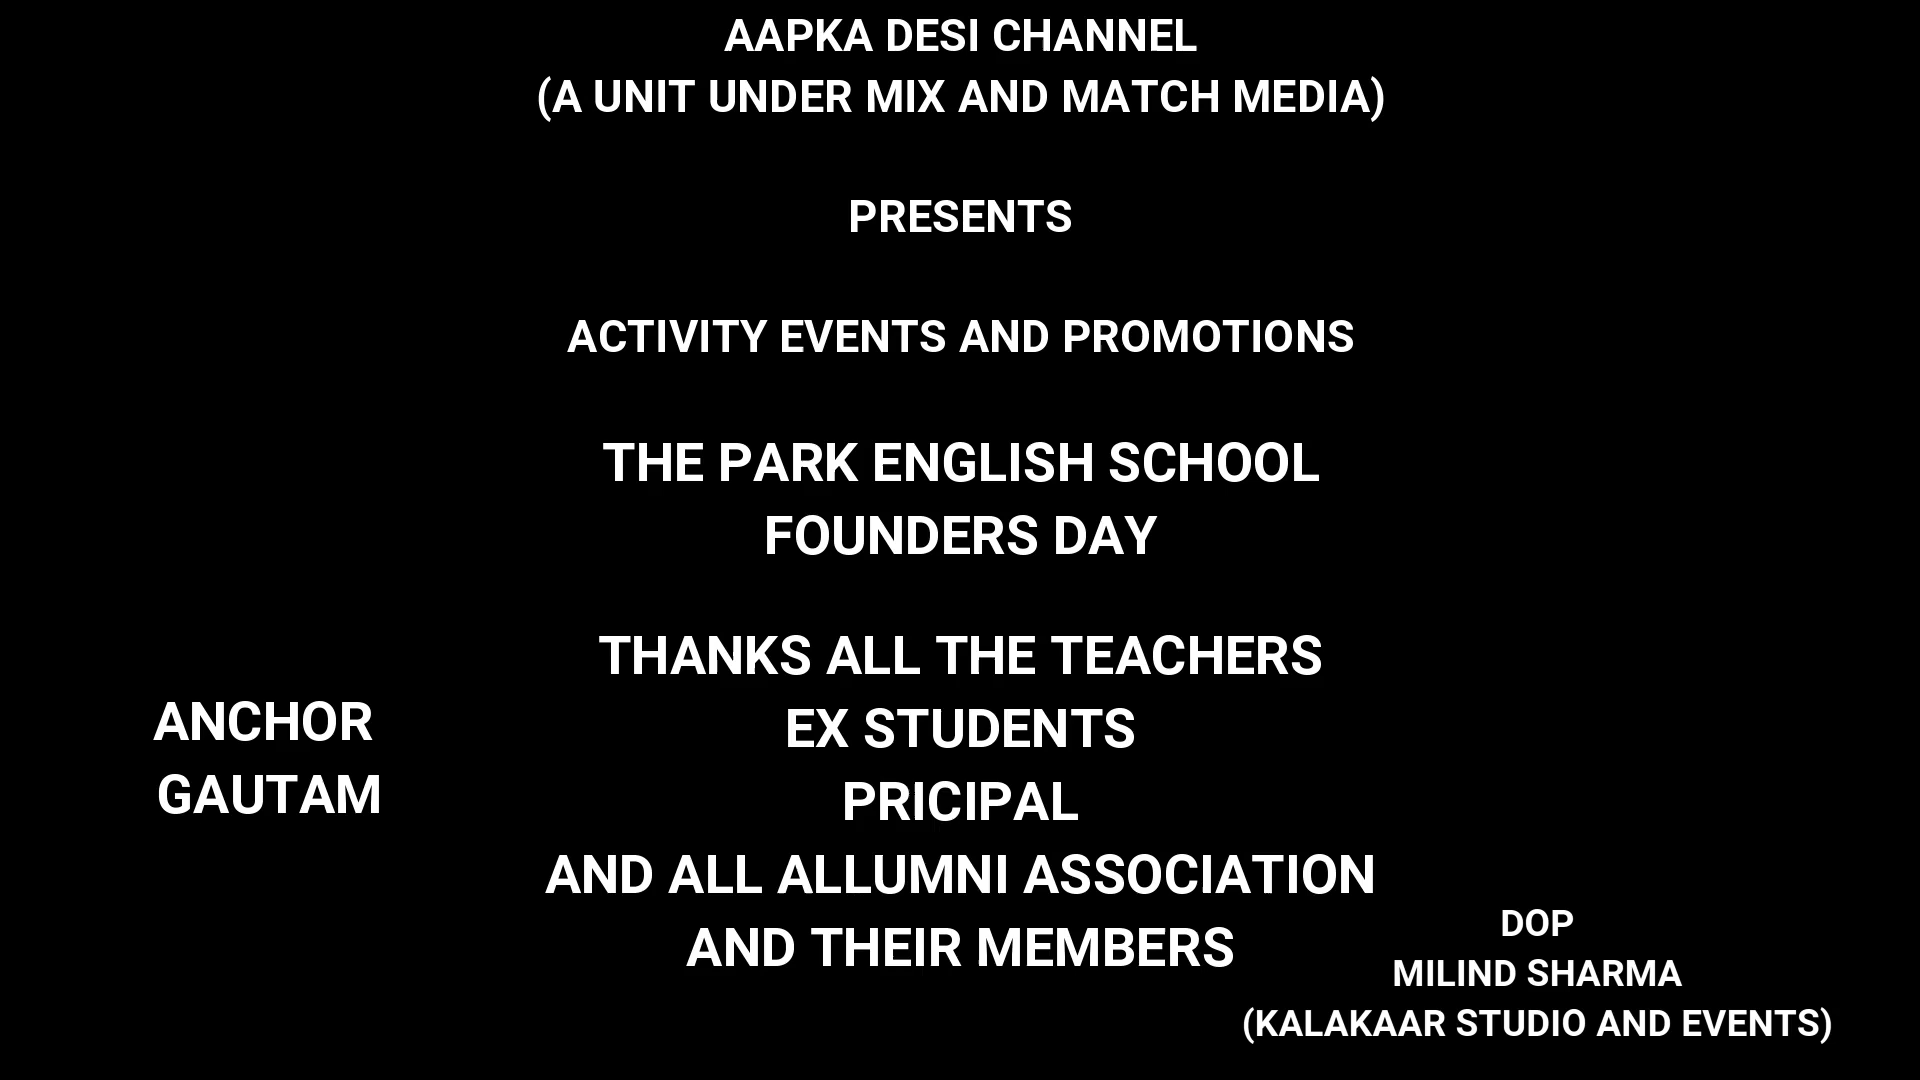 AAPKA DESI CHANNEL
(A UNIT UNDER MIX AND MATCH MEDIA)
PRESENTS
ACTIVITY EVENTS AND PROMOTIONS
THE PARK ENGLISH SCHOOL
FOUNDERS DAY
THANKS ALL THE TEACHERS
EX STUDENTS
PRICIPAL
AND ALL ALLUMNI ASSOCIATION
AND THEIR MEMBERS
ANCHOR
GAUTAM
DOP
MILIND SHARMA
(KALAKAAR STUDIO AND EVENTS)